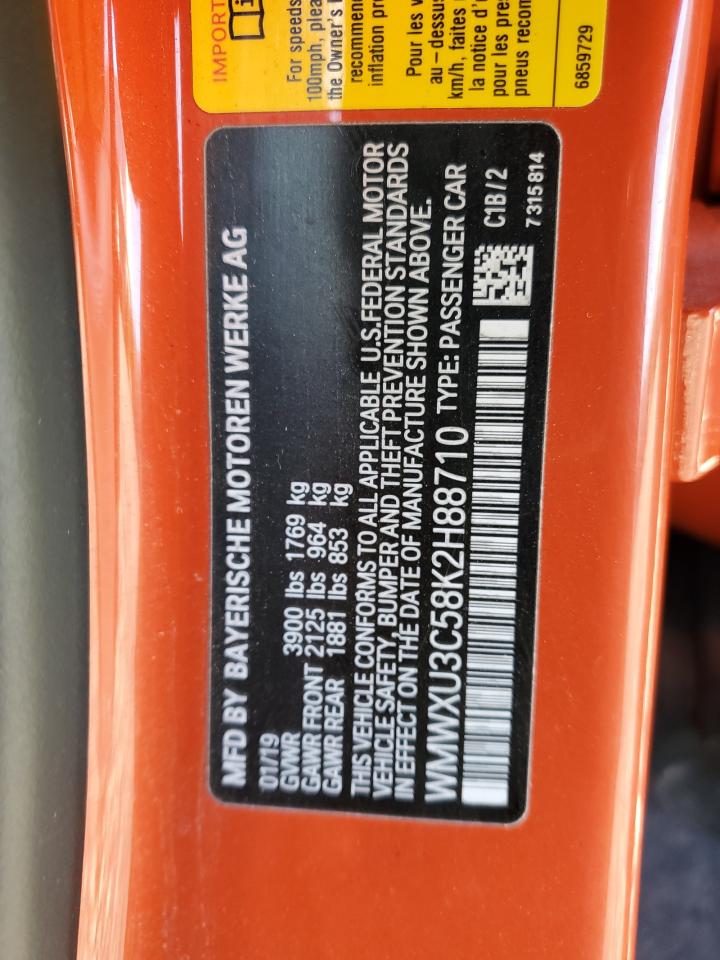 IMPORT
i
For speeds
100mph, plea
the Owner's
recommend
inflation pr
Pour les v
au-dessus
km/h, faites
la notice d'
pour les pres
pneus recom
6859729
MFD BY BAYERISCHE MOTOREN WERKE AG
01/19
GVWR 3900 lbs 1769 kg
GAWR FRONT 2125 lbs 964 kg
GAWR REAR 1881 lbs 853 kg
THIS VEHICLE CONFORMS TO ALL APPLICABLE U.S. FEDERAL MOTOR
VEHICLE SAFETY, BUMPER AND THEFT PREVENTION STANDARDS
IN EFFECT ON THE DATE OF MANUFACTURE SHOWN ABOVE.
WMWXU3C58K2H88710 TYPE: PASSENGER CAR
C1B/2
7315814